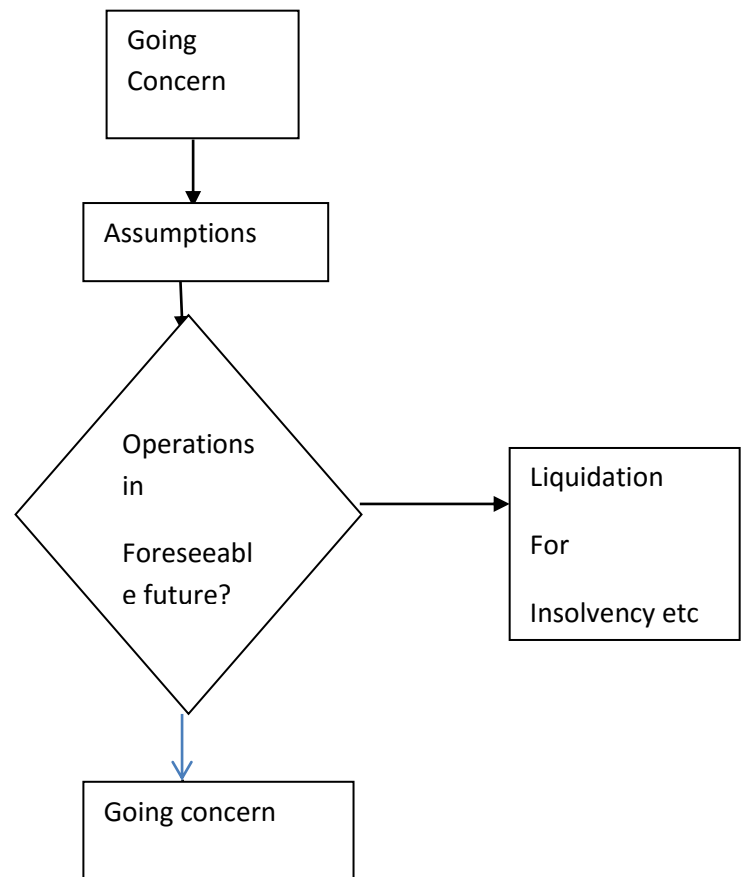 Going
Concern
Assumptions
Operations
in
Foreseeabl
e future?
Liquidation
For
Insolvency etc
Going concern